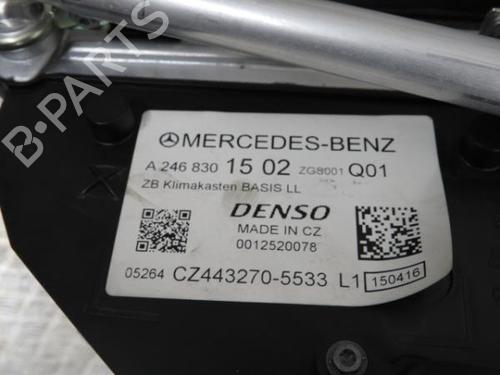 B-PARTS
MERCEDES-BENZ
A 246 830 15 02 ZGS001 Q01
ZB Klimakasten BASIS LL
DENSO
MADE IN CZ
0012520078
05264 CZ443270-5533 L1 150416